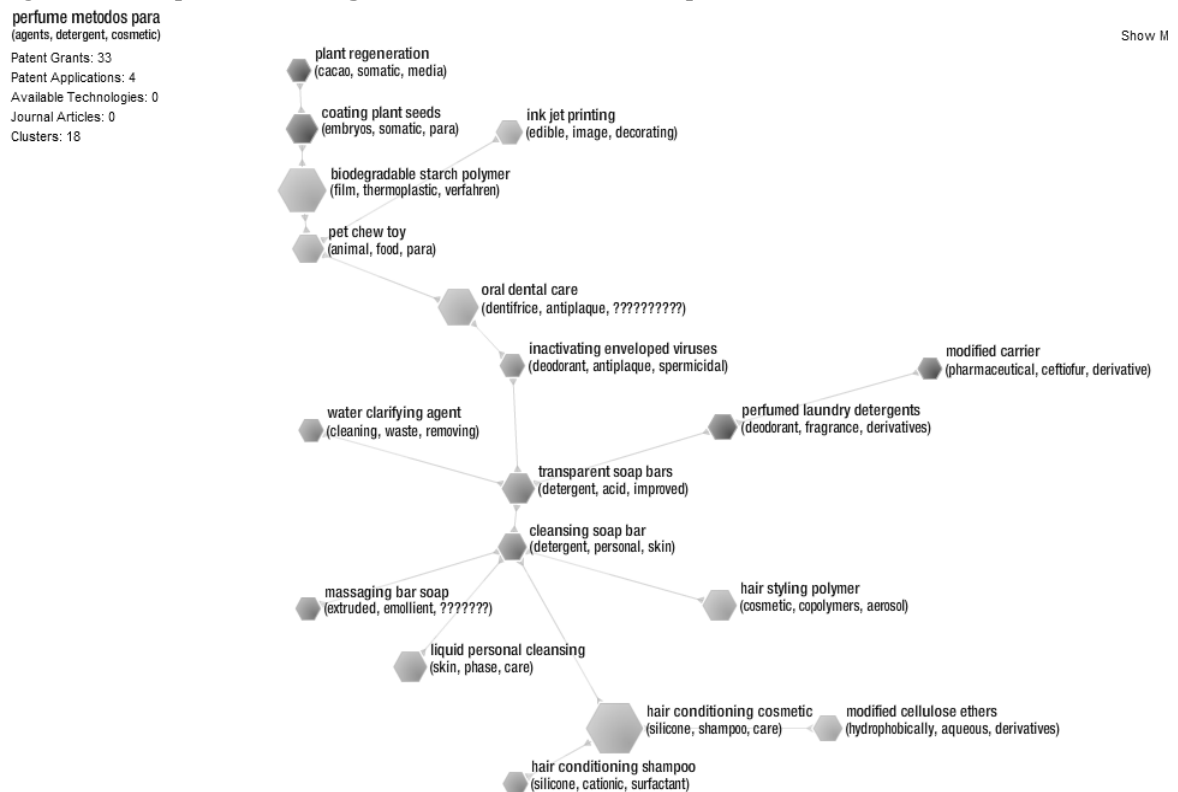 perfume metodos para
(agents, detergent, cosmetic)
Patent Grants: 33
Patent Applications: 4
Available Technologies: 0
Journal Articles: 0
Clusters: 18
Show M
plant regeneration
(cacao, somatic, media)
coating plant seeds
(embryos, somatic, para)
ink jet printing
(edible, image, decorating)
biodegradable starch polymer
(film, thermoplastic, verfahren)
pet chew toy
(animal, food, para)
oral dental care
(dentifrice, antiplaque, ??????????)
inactivating enveloped viruses
(deodorant, antiplaque, spermicidal)
modified carrier
(pharmaceutical, ceftiofur, derivative)
water clarifying agent
(cleaning, waste, removing)
perfumed laundry detergents
(deodorant, fragrance, derivatives)
transparent soap bars
(detergent, acid, improved)
cleansing soap bar
(detergent, personal, skin)
massaging bar soap
(extruded, emollient, ???????)
hair styling polymer
(cosmetic, copolymers, aerosol)
liquid personal cleansing
(skin, phase, care)
hair conditioning cosmetic
(silicone, shampoo, care)
modified cellulose ethers
(hydrophobically, aqueous, derivatives)
hair conditioning shampoo
(silicone, cationic, surfactant)